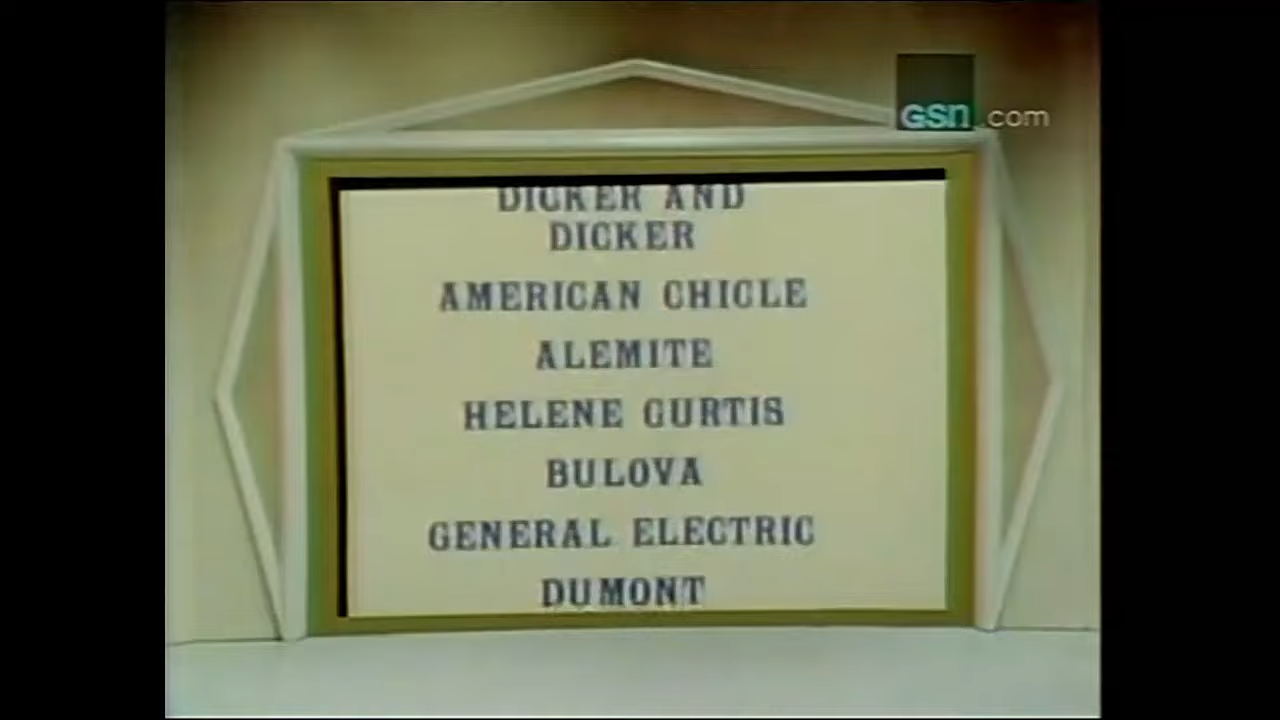 GSN.com
DICKER AND
DICKER
AMERICAN CHICLE
ALEMITE
HELENE CURTIS
BULOVA
GENERAL ELECTRIC
DUMONT